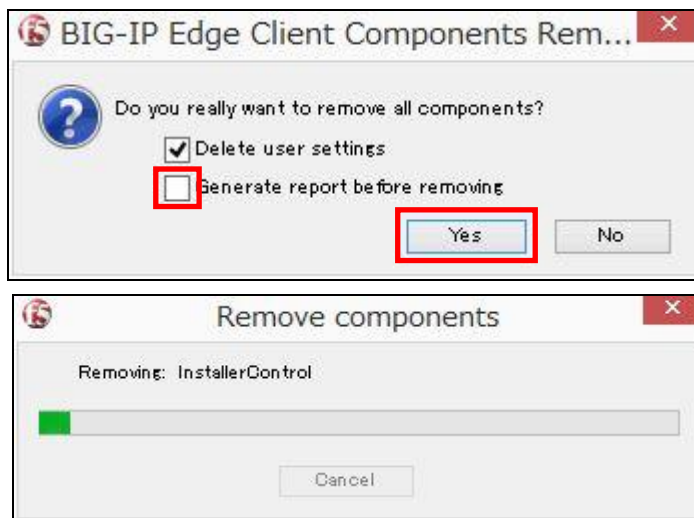 BIG-IP Edge Client Components Rem...
Do you really want to remove all components?
Delete user settings
Generate report before removing
Yes No
Remove components
Removing: InstallerControl
Cancel